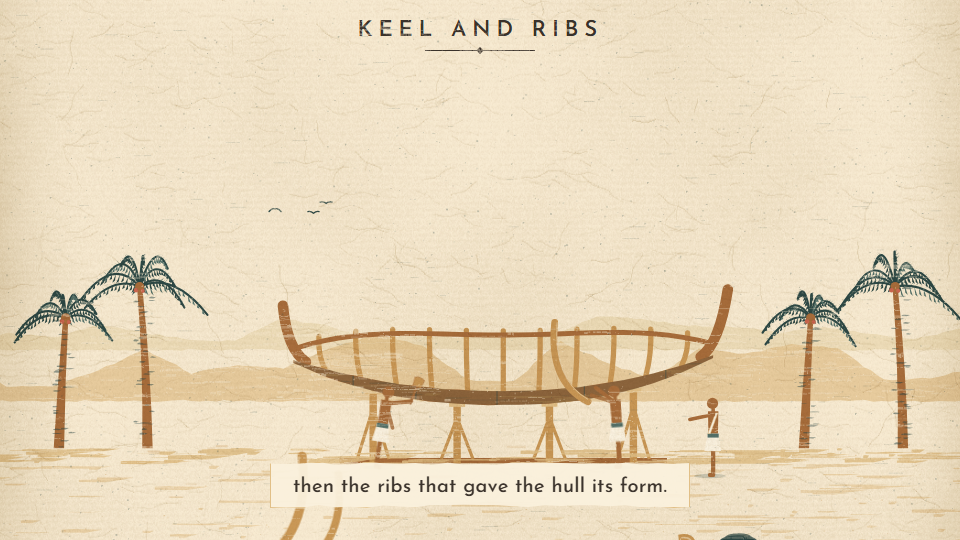 KEEL AND RIBS
then the ribs that gave the hull its form.